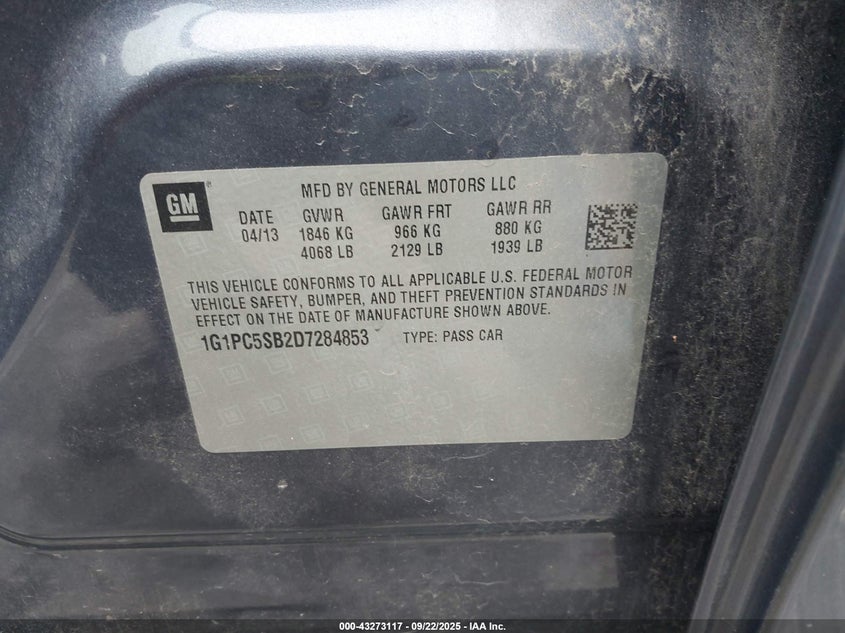 GM
MFD BY GENERAL MOTORS LLC
DATE GVWR GAWR FRT GAWR RR
04/13 1846 KG 966 KG 880 KG
4068 LB 2129 LB 1939 LB
THIS VEHICLE CONFORMS TO ALL APPLICABLE U.S. FEDERAL MOTOR
VEHICLE SAFETY, BUMPER, AND THEFT PREVENTION STANDARDS IN
EFFECT ON THE DATE OF MANUFACTURE SHOWN ABOVE.
1G1PC5SB2D7284853 TYPE: PASS CAR
000-43273117 - 09/22/2025 - IAA Inc.